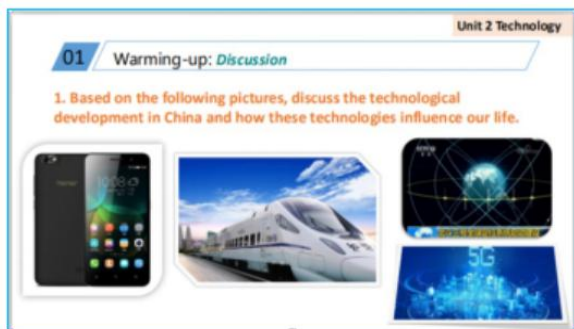 Unit 2 Technology
01 Warming-up: Discussion
1. Based on the following pictures, discuss the technological
development in China and how these technologies influence our life.
5G